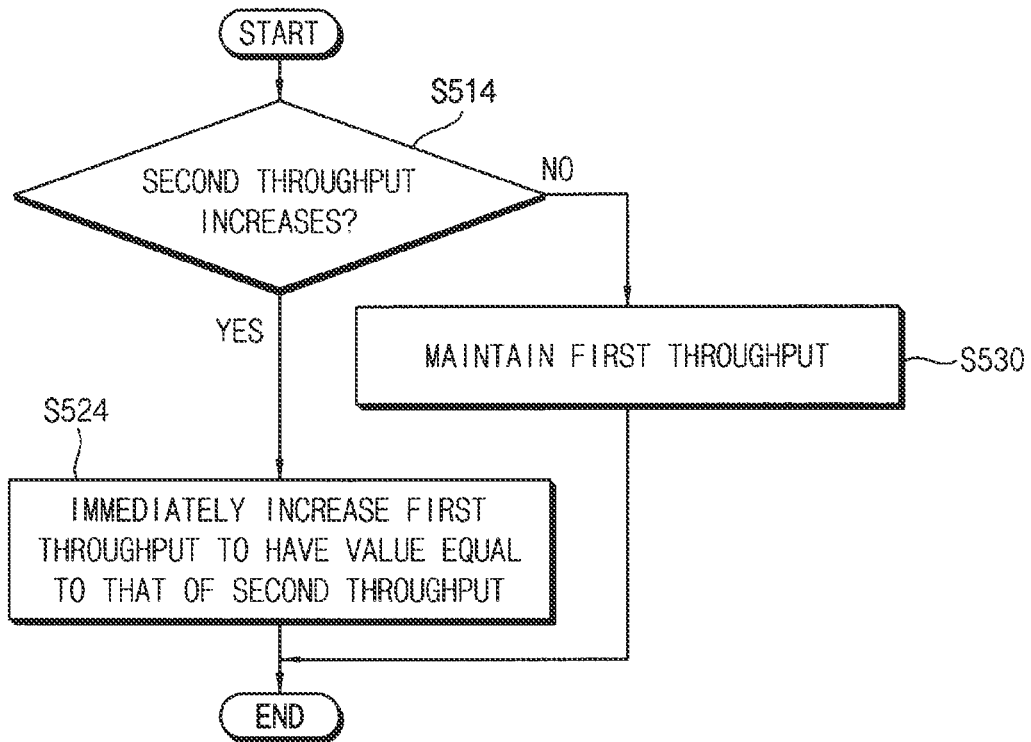 START
S514
SECOND THROUGHPUT
INCREASES?
NO
YES
MAINTAIN FIRST THROUGHPUT
S530
S524
IMMEDIATELY INCREASE FIRST
THROUGHPUT TO HAVE VALUE EQUAL
TO THAT OF SECOND THROUGHPUT
END